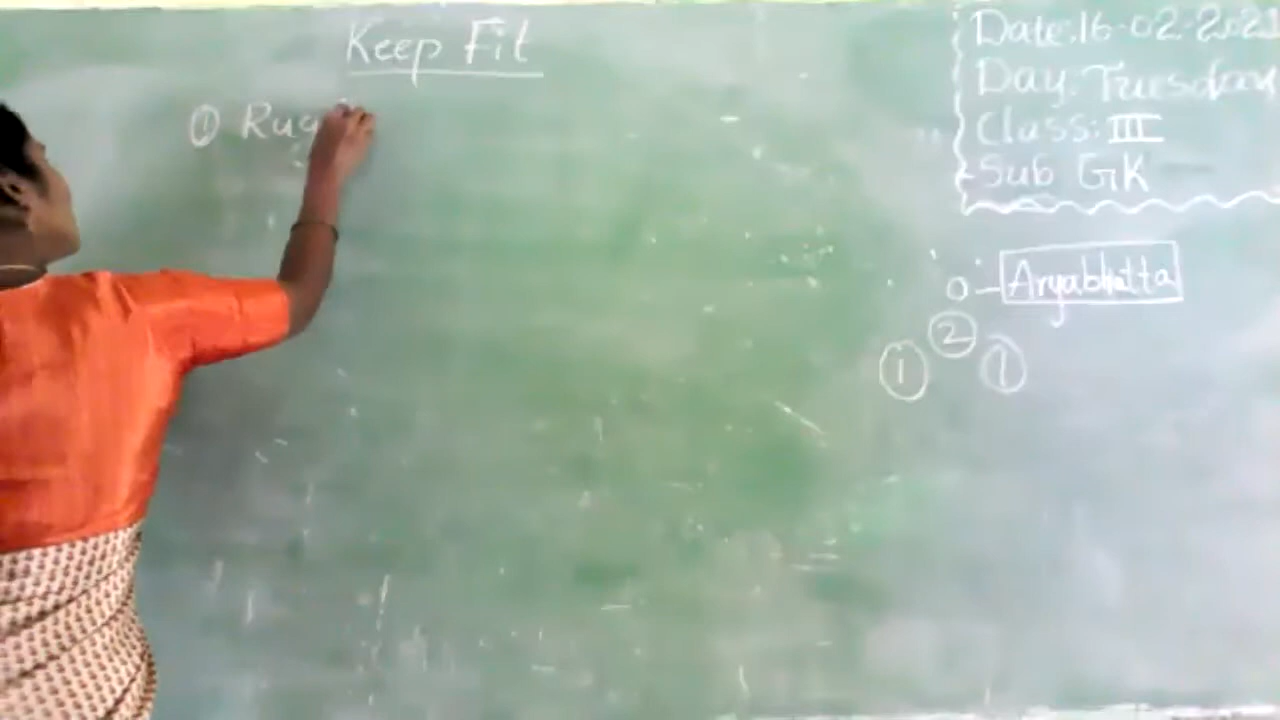 Keep Fit
① Rug
Date:16-02-2021
Day: Tuesday
Class: III
Sub GK
0 - Aryabhatta
②
① ①